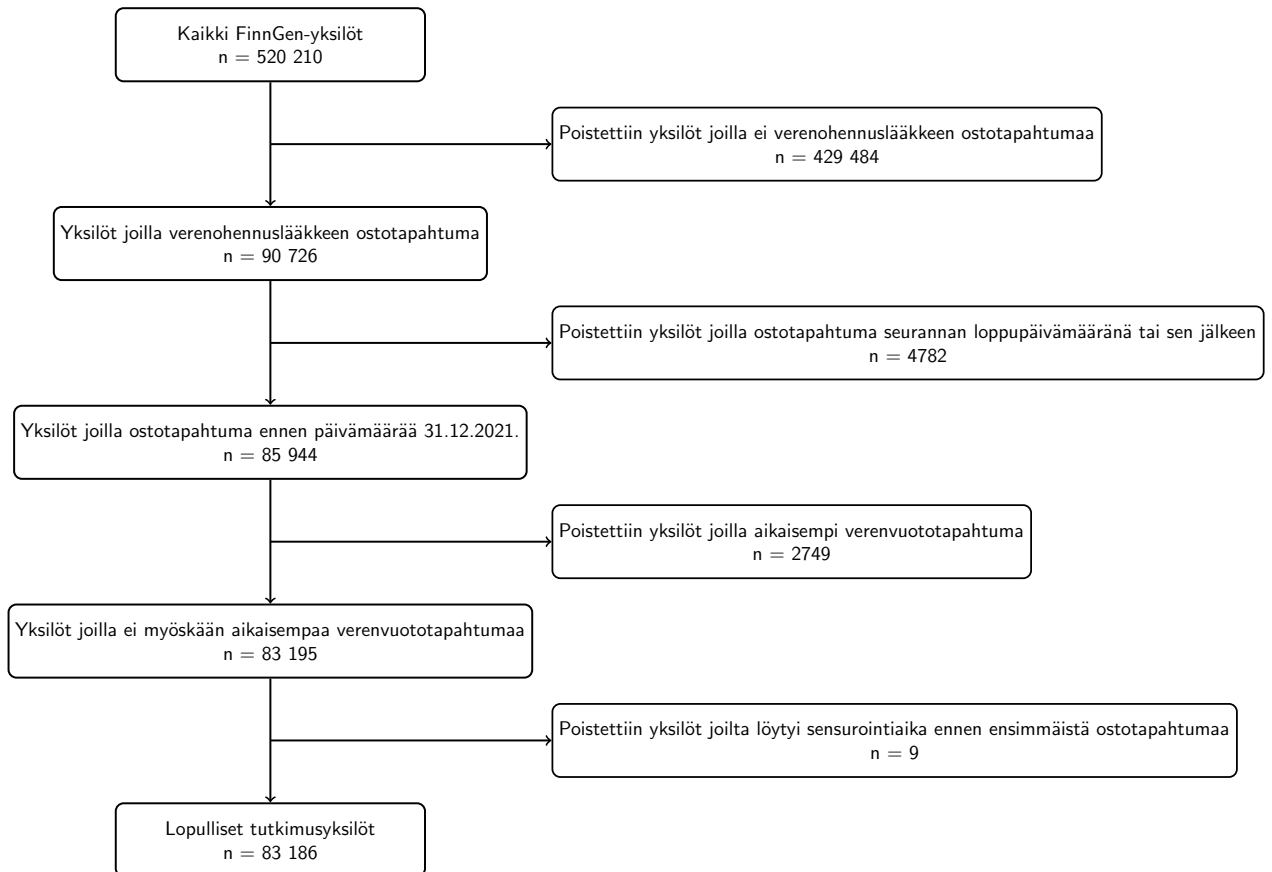 Kaikki FinnGen-yksilöt
n = 520 210
Poistettiin yksilöt joilla ei verenohennuslääkkeen ostotapahtumaa
n = 429 484
Yksilöt joilla verenohennuslääkkeen ostotapahtuma
n = 90 726
Poistettiin yksilöt joilla ostotapahtuma seurannan loppupäivämääränä tai sen jälkeen
n = 4782
Yksilöt joilla ostotapahtuma ennen päivämäärää 31.12.2021.
n = 85 944
Poistettiin yksilöt joilla aikaisempi verenvuototapahtuma
n = 2749
Yksilöt joilla ei myöskään aikaisempaa verenvuototapahtumaa
n = 83 195
Poistettiin yksilöt joilta löytyi sensurointiaika ennen ensimmäistä ostotapahtumaa
n = 9
Lopulliset tutkimusyksilöt
n = 83 186